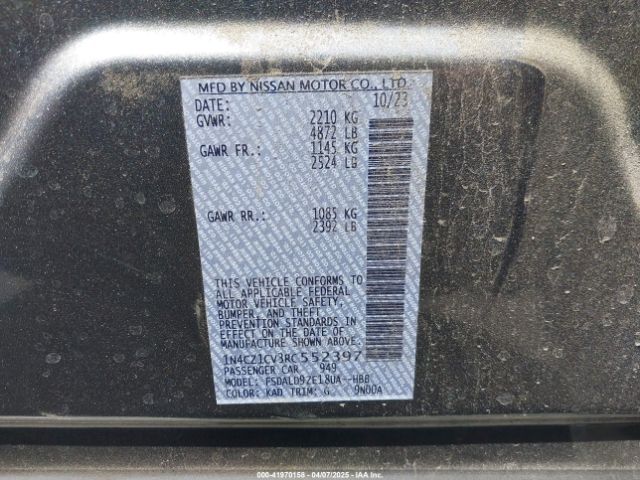 MFD BY NISSAN MOTOR CO., LTD.
DATE: 10/23
GVWR: 2210 KG
4872 LB
GAWR FR.: 1145 KG
2524 LB
GAWR RR.: 1085 KG
2392 LB
THIS VEHICLE CONFORMS TO
ALL APPLICABLE FEDERAL
MOTOR VEHICLE SAFETY,
BUMPER, AND THEFT
PREVENTION STANDARDS IN
EFFECT ON THE DATE OF
MANUFACTURE SHOWN ABOVE.
1N4CZ1CV3RC552397
PASSENGER CAR 949
MODEL: FSDALD92E18UA--HBB
COLOR: KAD TRIM: G 9N00A
000-41970158 | 04/07/2025 | IAA Inc.